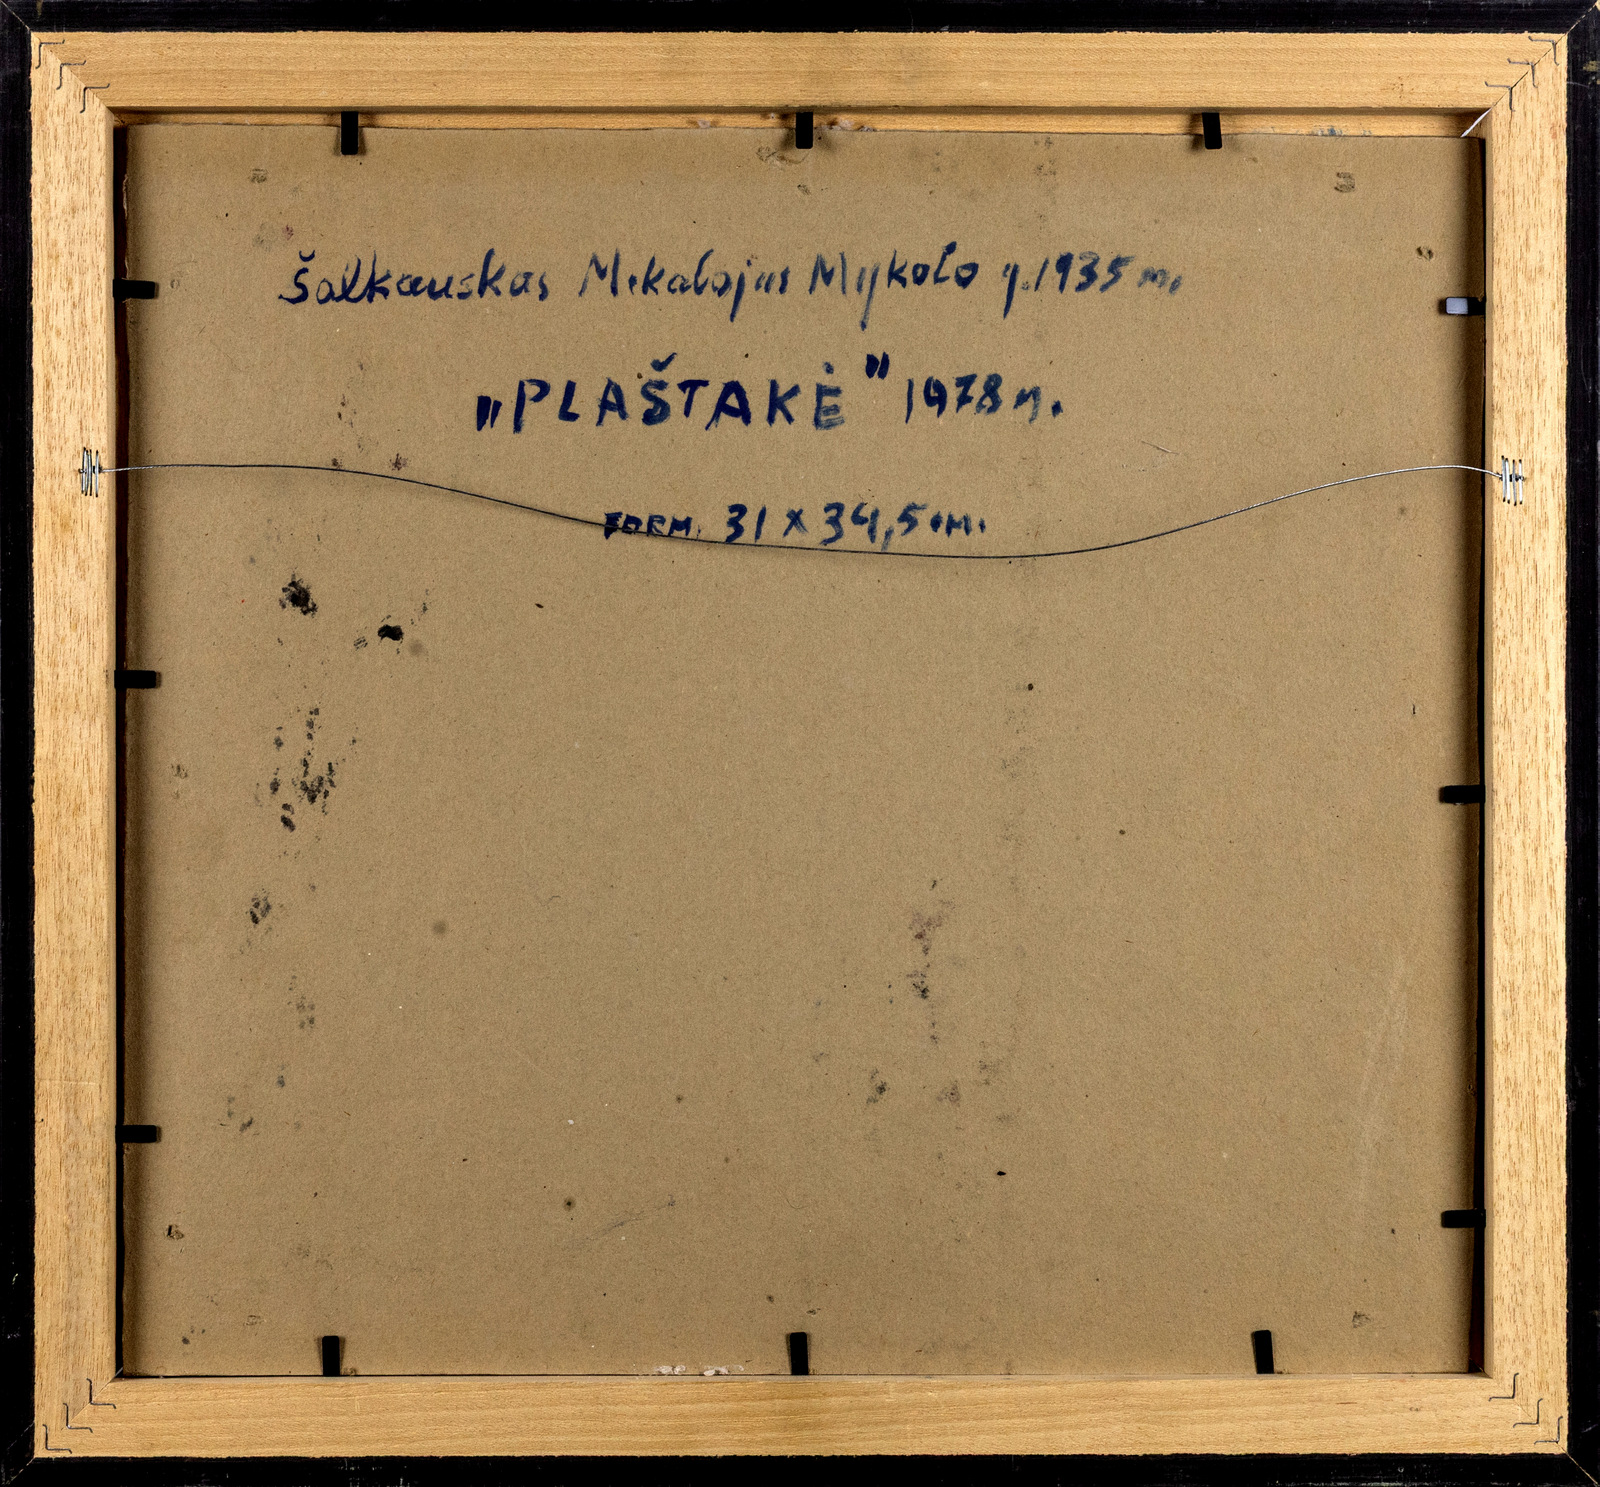 Šalkauskas Mikalojus Mykolo g. 1935 m.
„PLAŠTAKĖ" 1978 m.
FORM. 31 x 34,5 cm.